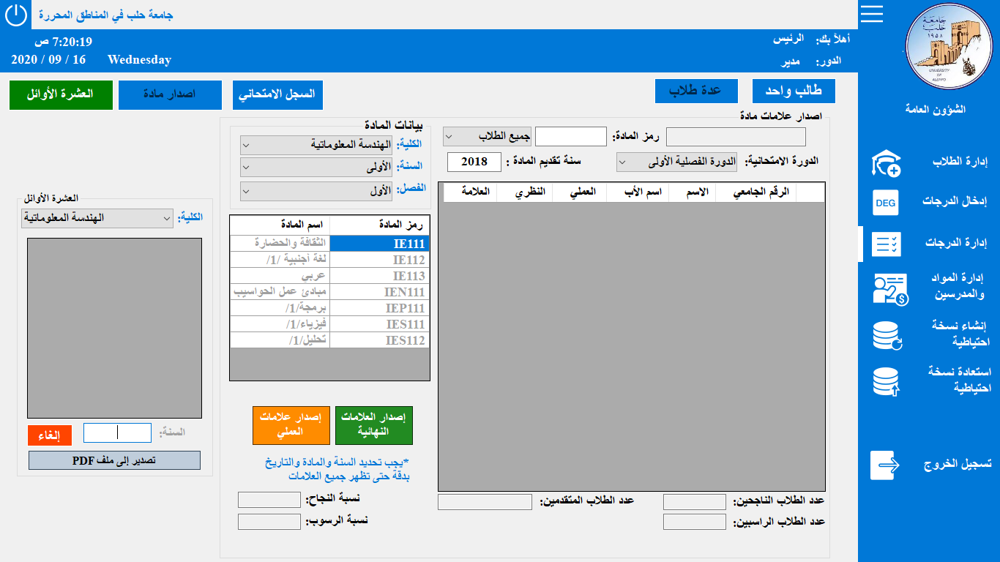 جامعة حلب في المناطق المحررة
7:20:19 ص
2020 / 09 / 16 Wednesday
أهلاً بك: الرئيس
الدور: مدير
جامعة
حلب
١٩٥٨
UNIVERSITY
OF
ALEPPO
الشؤون العامة
إدارة الطلاب
إدخال الدرجات
DEG
إدارة الدرجات
إدارة المواد
والمدرسين
إنشاء نسخة
احتياطية
استعادة نسخة
احتياطية
تسجيل الخروج
طالب واحد
عدة طلاب
السجل الامتحاني
اصدار مادة
العشرة الأوائل
اصدار علامات مادة
رمز المادة:
جميع الطلاب
الدورة الامتحانية: الدورة الفصلية الأولى
سنة تقديم المادة : 2018
الرقم الجامعي الاسم اسم الأب العملي النظري العلامة
عدد الطلاب الناجحين:
عدد الطلاب المتقدمين:
عدد الطلاب الراسبين:
بيانات المادة
الكلية: الهندسة المعلوماتية
السنة: الأولى
الفصل: الأول
رمز المادة اسم المادة
IE111 الثقافة والحضارة
IE112 لغة أجنبية /1/
IE113 عربي
IEN111 مبادئ عمل الحواسيب
IEP111 برمجة/1/
IES111 فيزياء/1/
IES112 تحليل/1/
إصدار العلامات
النهائية
إصدار علامات
العملي
*يجب تحديد السنة والمادة والتاريخ
بدقة حتى تظهر جميع العلامات
نسبة النجاح:
نسبة الرسوب:
العشرة الأوائل
الكلية: الهندسة المعلوماتية
السنة:
إلغاء
تصدير إلى ملف PDF